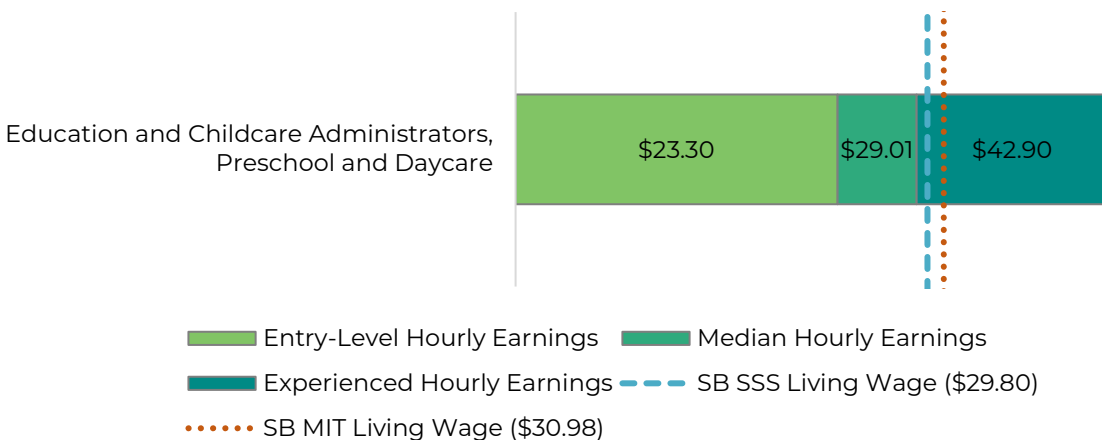 Education and Childcare Administrators,
Preschool and Daycare
$23.30
$29.01
$42.90
Entry-Level Hourly Earnings
Median Hourly Earnings
Experienced Hourly Earnings
SB SSS Living Wage ($29.80)
SB MIT Living Wage ($30.98)